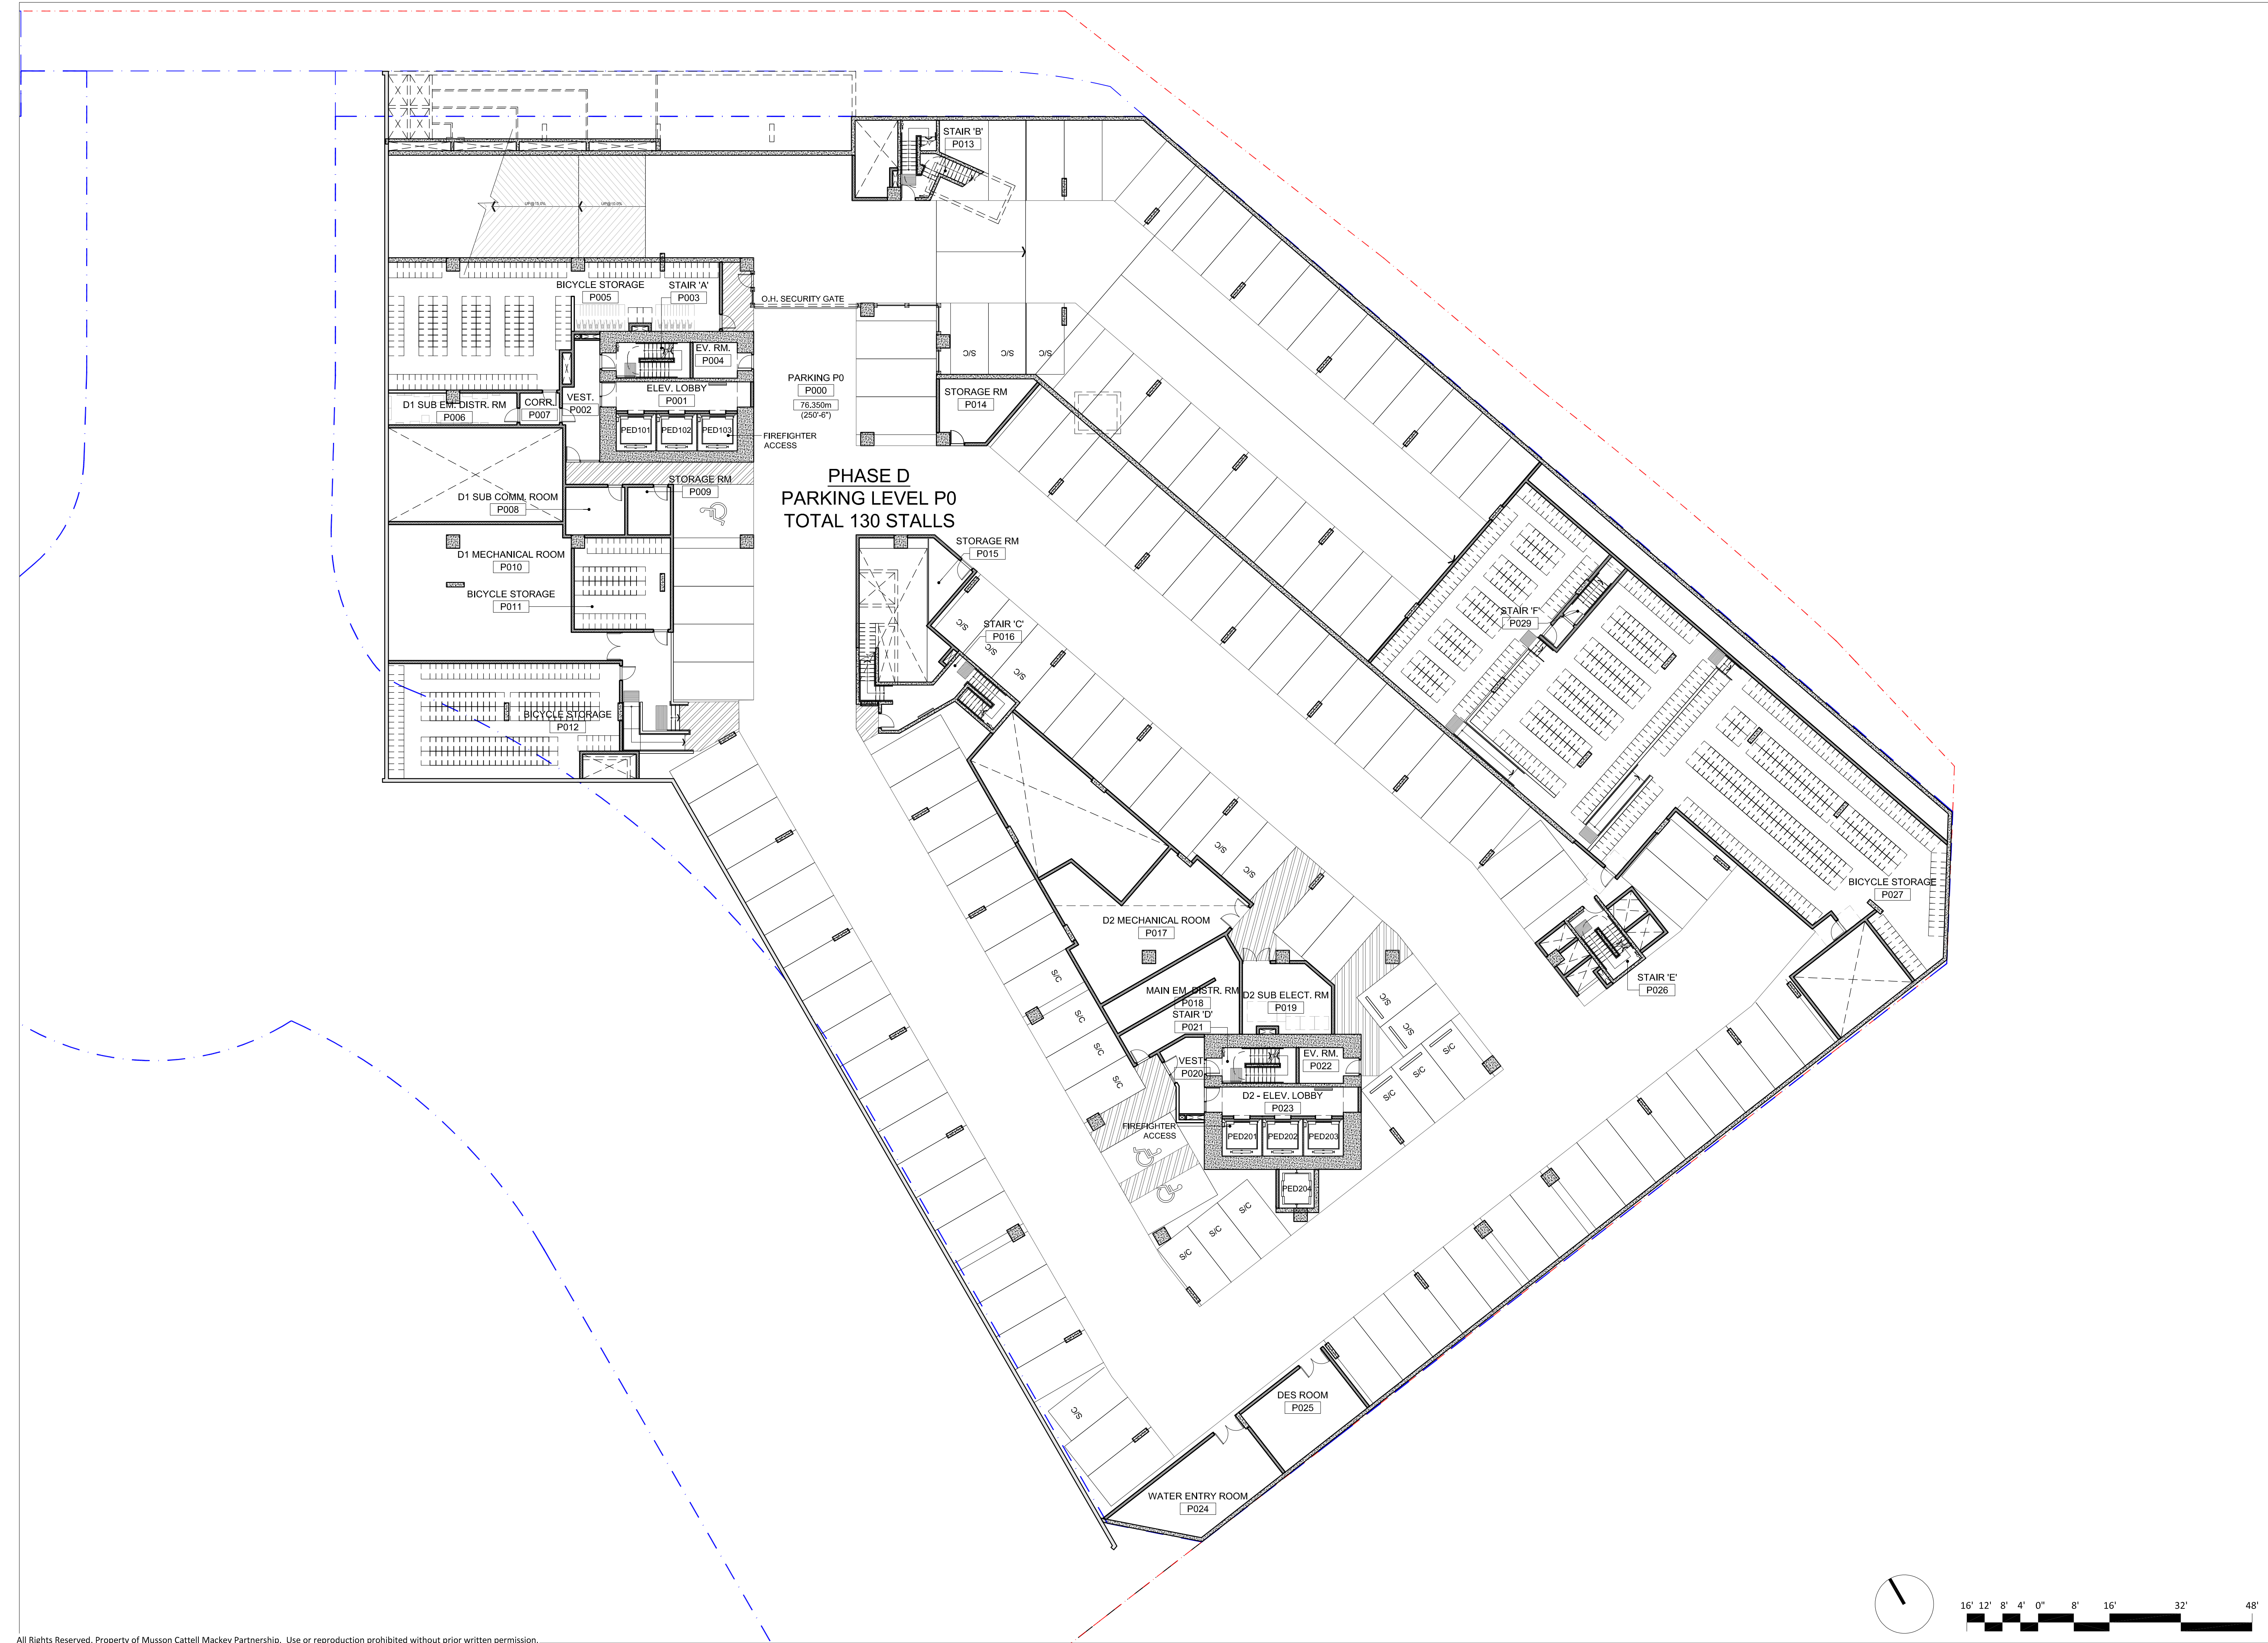 STAIR 'B'
P013
UP@15.0%
UP@10.0%
BICYCLE STORAGE
P005
STAIR 'A'
P003
O.H. SECURITY GATE
EV. RM.
P004
S/C
S/C
S/C
PARKING P0
P000
76.350m
(250'-6")
ELEV. LOBBY
P001
VEST.
P002
STORAGE RM
P014
D1 SUB EM. DISTR. RM
P006
CORR.
P007
PED101
PED102
PED103
FIREFIGHTER
ACCESS
PHASE D
PARKING LEVEL P0
TOTAL 130 STALLS
STORAGE RM
P009
D1 SUB COMM. ROOM
P008
STORAGE RM
P015
D1 MECHANICAL ROOM
P010
BICYCLE STORAGE
P011
STAIR 'F'
P029
S/C
STAIR 'C'
P016
S/C
S/C
BICYCLE STORAGE
P012
S/C
S/C
BICYCLE STORAGE
P027
D2 MECHANICAL ROOM
P017
S/C
STAIR 'E'
P026
MAIN EM. DISTR. RM
P018
D2 SUB ELECT. RM
P019
S/C
S/C
STAIR 'D'
P021
S/C
S/C
S/C
VEST.
P020
EV. RM.
P022
S/C
S/C
S/C
D2 - ELEV. LOBBY
P023
FIREFIGHTER
ACCESS
PED201
PED202
PED203
PED204
S/C
S/C
S/C
DES ROOM
P025
S/C
WATER ENTRY ROOM
P024
16' 12' 8' 4' 0" 8' 16' 32' 48'
All Rights Reserved. Property of Musson Cattell Mackey Partnership. Use or reproduction prohibited without prior written permission.